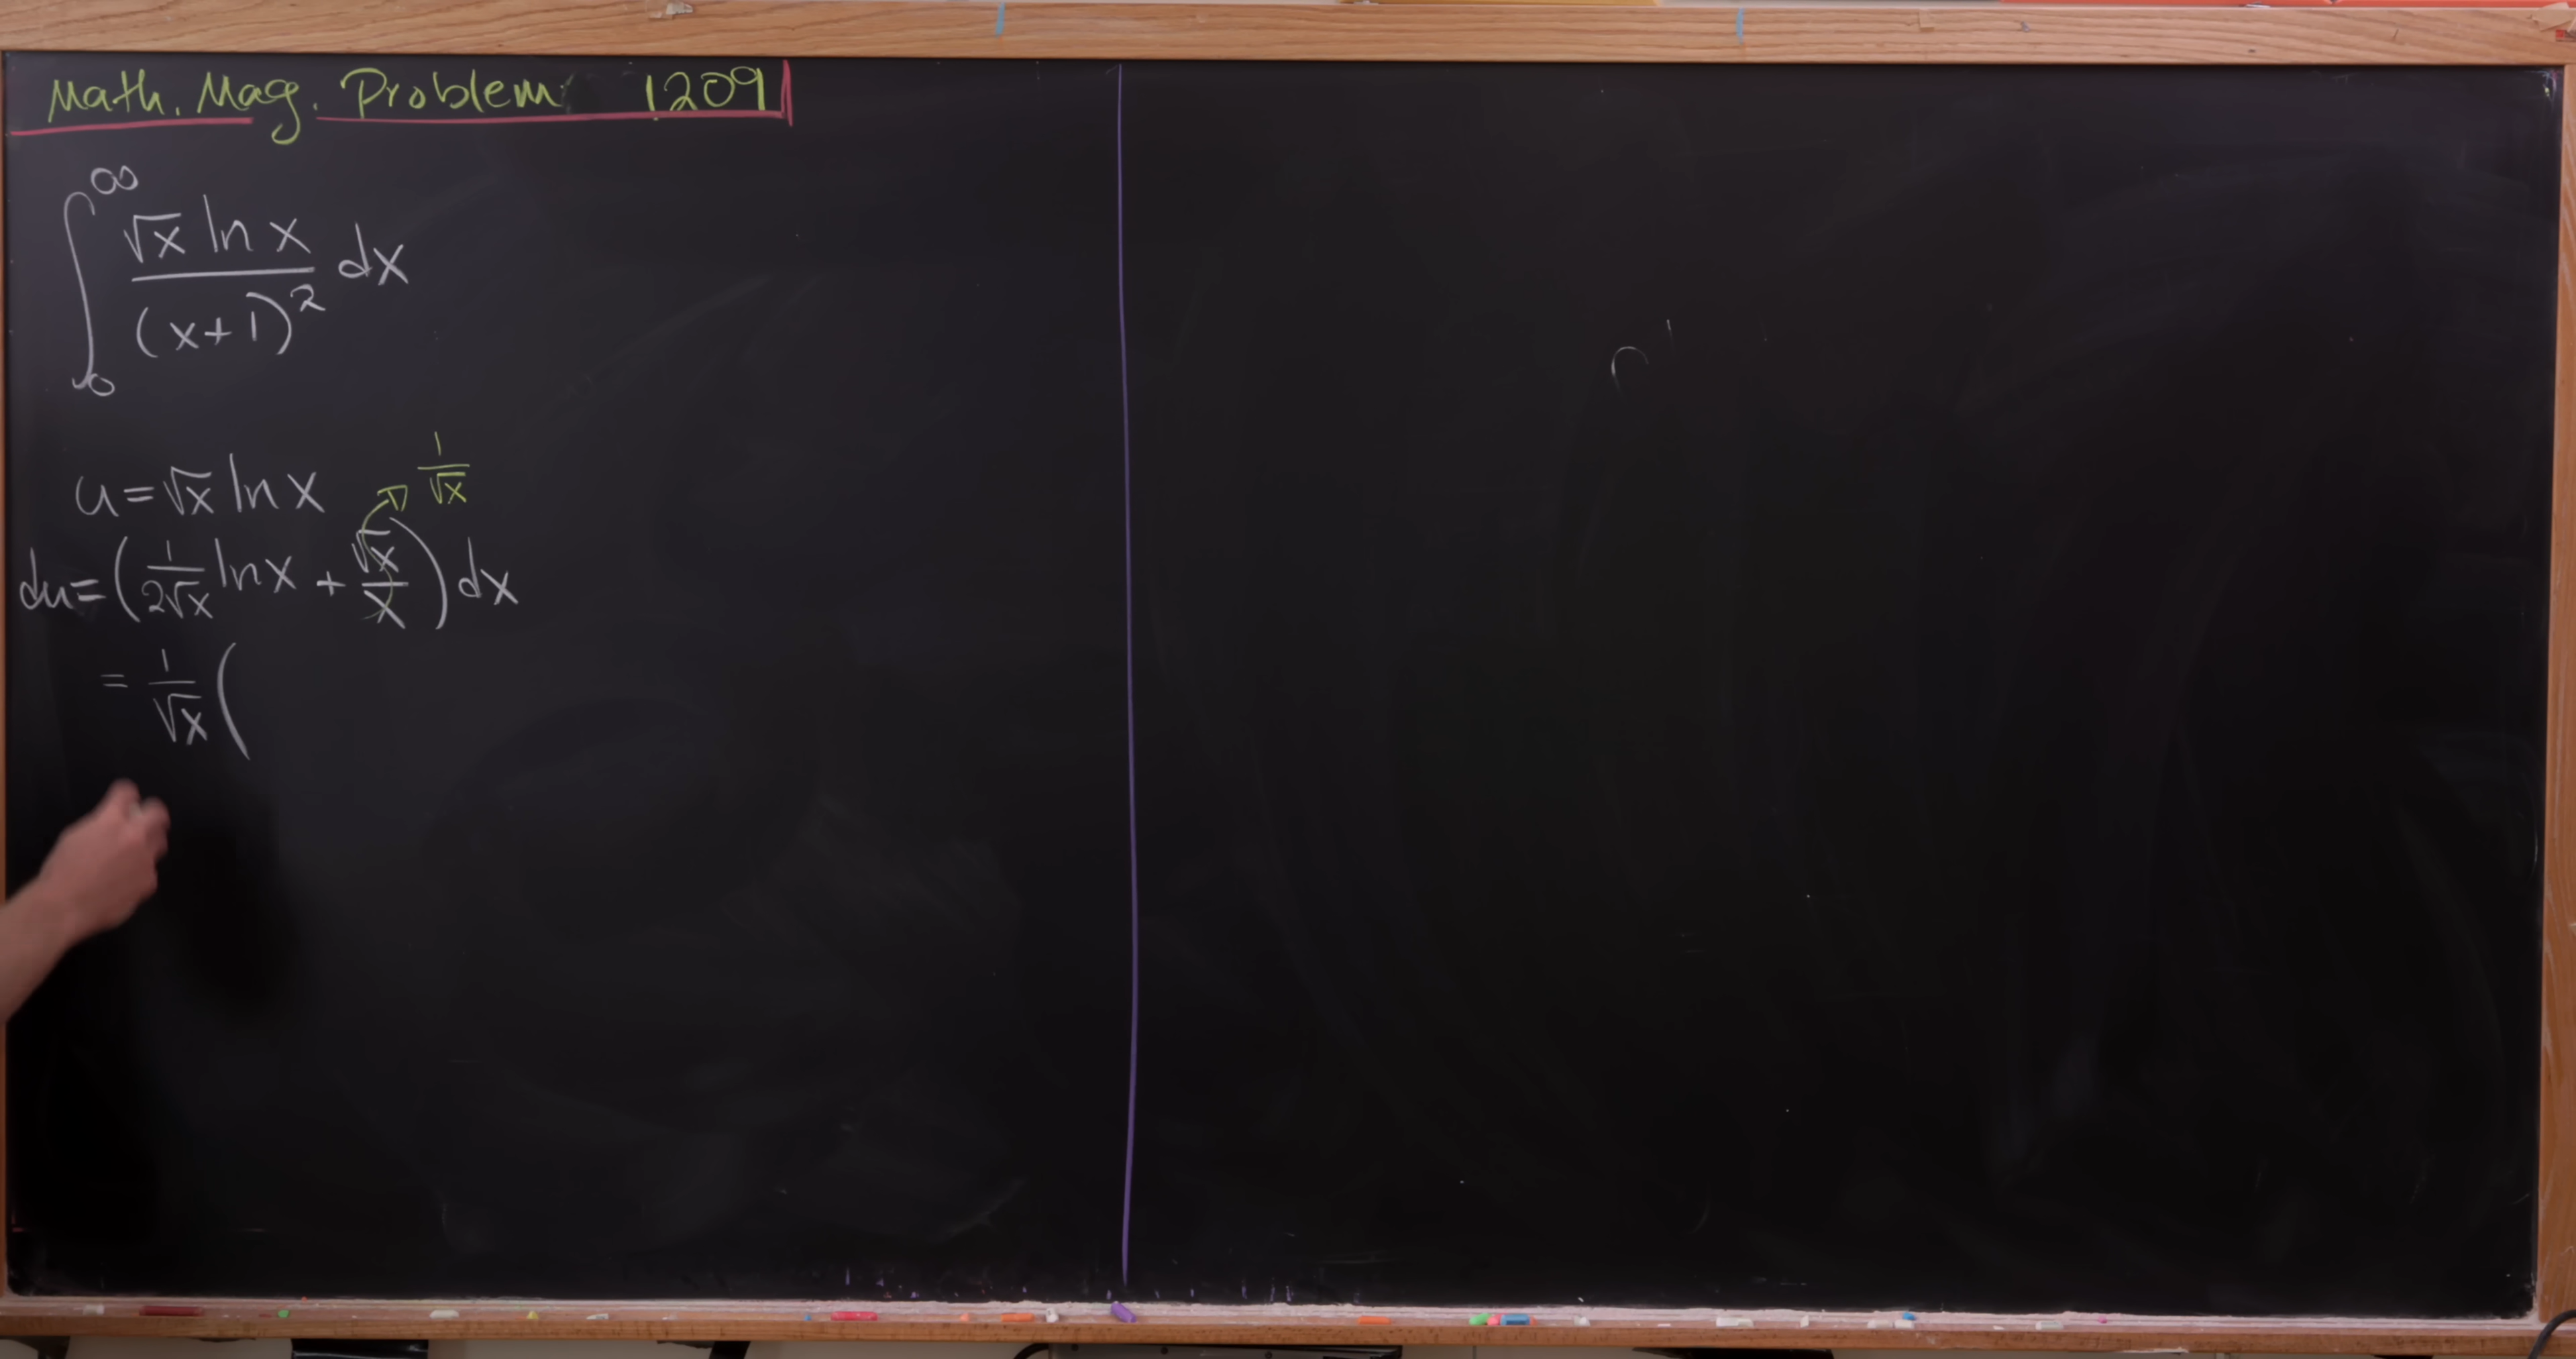 Math. Mag. Problem 1209
∫₀^∞ √x ln x / (x+1)² dx
u = √x ln x
1/√x
du = (1/(2√x) ln x + √x/x) dx
= 1/√x (